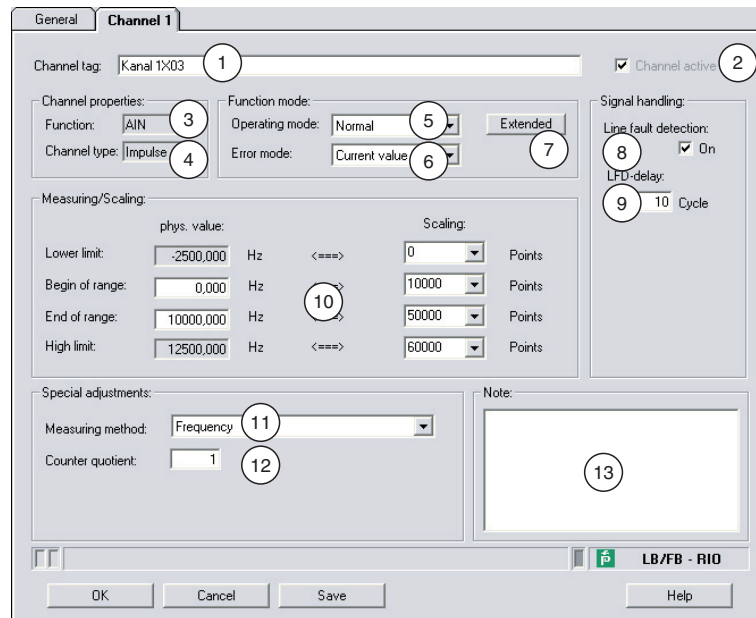 General Channel 1
Channel tag: Kanal 1X03 1 Channel active 2
Channel properties: Function mode: Signal handling:
Function: AIN 3 Operating mode: Normal 5 Extended 7 Line fault detection:
Channel type: Impulse 4 Error mode: Current value 6 8 On
LFD-delay:
9 10 Cycle
Measuring/Scaling:
phys. value: Scaling:
Lower limit: -2500,000 Hz <===> 0 Points
Begin of range: 0,000 Hz 10000 Points
10
End of range: 10000,000 Hz 50000 Points
High limit: 12500,000 Hz <===> 60000 Points
Special adjustments: Note:
Measuring method: Frequency 11
Counter quotient: 1 12
13
LB/FB - RIO
OK Cancel Save Help